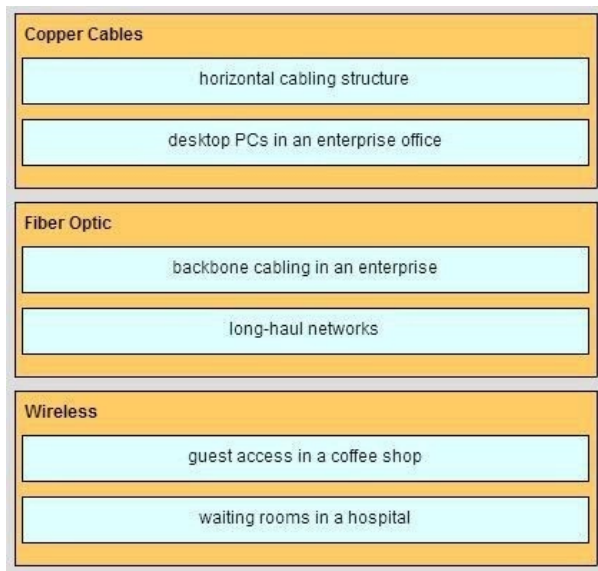 Copper Cables
horizontal cabling structure
desktop PCs in an enterprise office
Fiber Optic
backbone cabling in an enterprise
long-haul networks
Wireless
guest access in a coffee shop
waiting rooms in a hospital